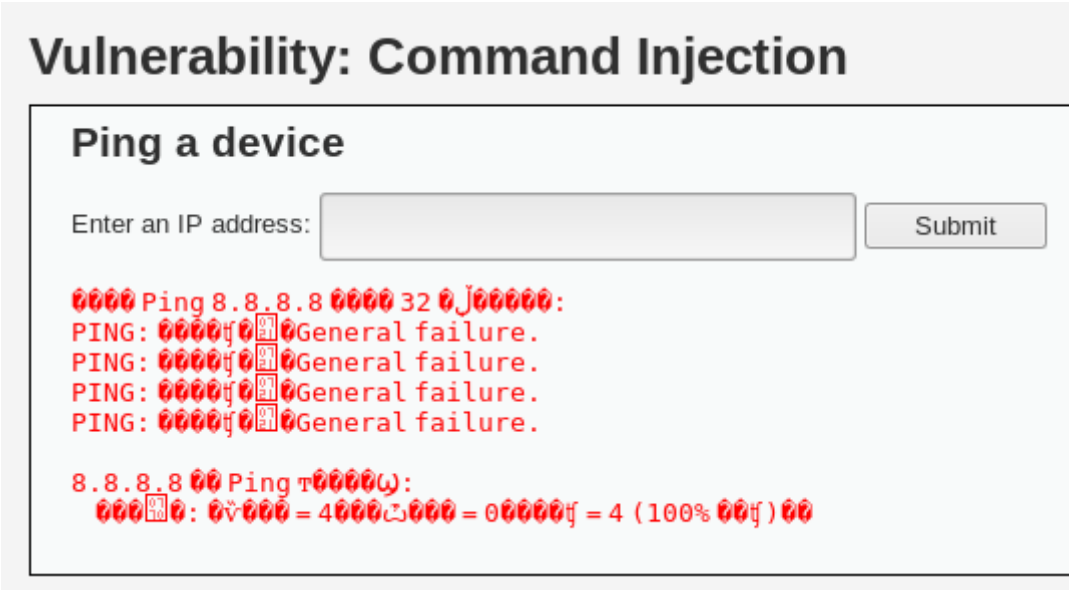 Vulnerability: Command Injection
Ping a device
Enter an IP address:
Submit
���� Ping 8.8.8.8 ���� 32 �ֽڵ�����:
PING: ����ʧ�ܡ�General failure.
PING: ����ʧ�ܡ�General failure.
PING: ����ʧ�ܡ�General failure.
PING: ����ʧ�ܡ�General failure.
8.8.8.8 �� Ping ͳ����Ϣ:
���ݰ�: �ѷ��� = 4���ѽ��� = 0����ʧ = 4 (100% ��ʧ)��